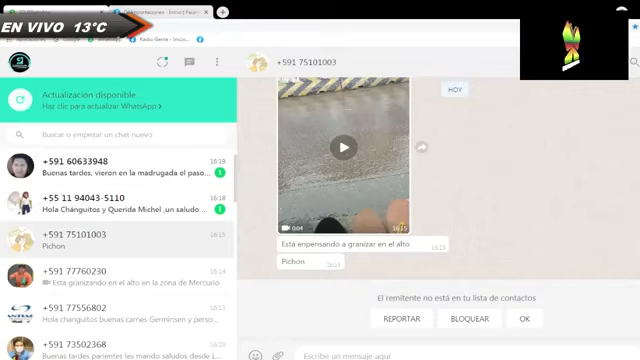 EN VIVO 13°C
Radio Gente
+591 75101003
HOY
Actualización disponible
Haz clic para actualizar WhatsApp >
Buscar o empezar un chat nuevo
+591 60633948
16:19
Buenas tardes, vieron en la madrugada el paso...
1
+55 11 94043-5110
16:18
Hola Chánguitos y Querida Michel ,un saludo ...
1
+591 75101003
16:15
Pichon
+591 77760230
16:14
Esta granizando en el alto en la zona de Mercurio
+591 77556802
16:13
Hola changuitos buenas carnes Germinsen y perso...
+591 73502368
16:10
Buenas tardes parientes les mando saludos desde L...
0:04
16:15
Está enpensando a granizar en el alto
16:15
Pichon
16:15
El remitente no está en tu lista de contactos
REPORTAR
BLOQUEAR
OK
Escribe un mensaje aquí